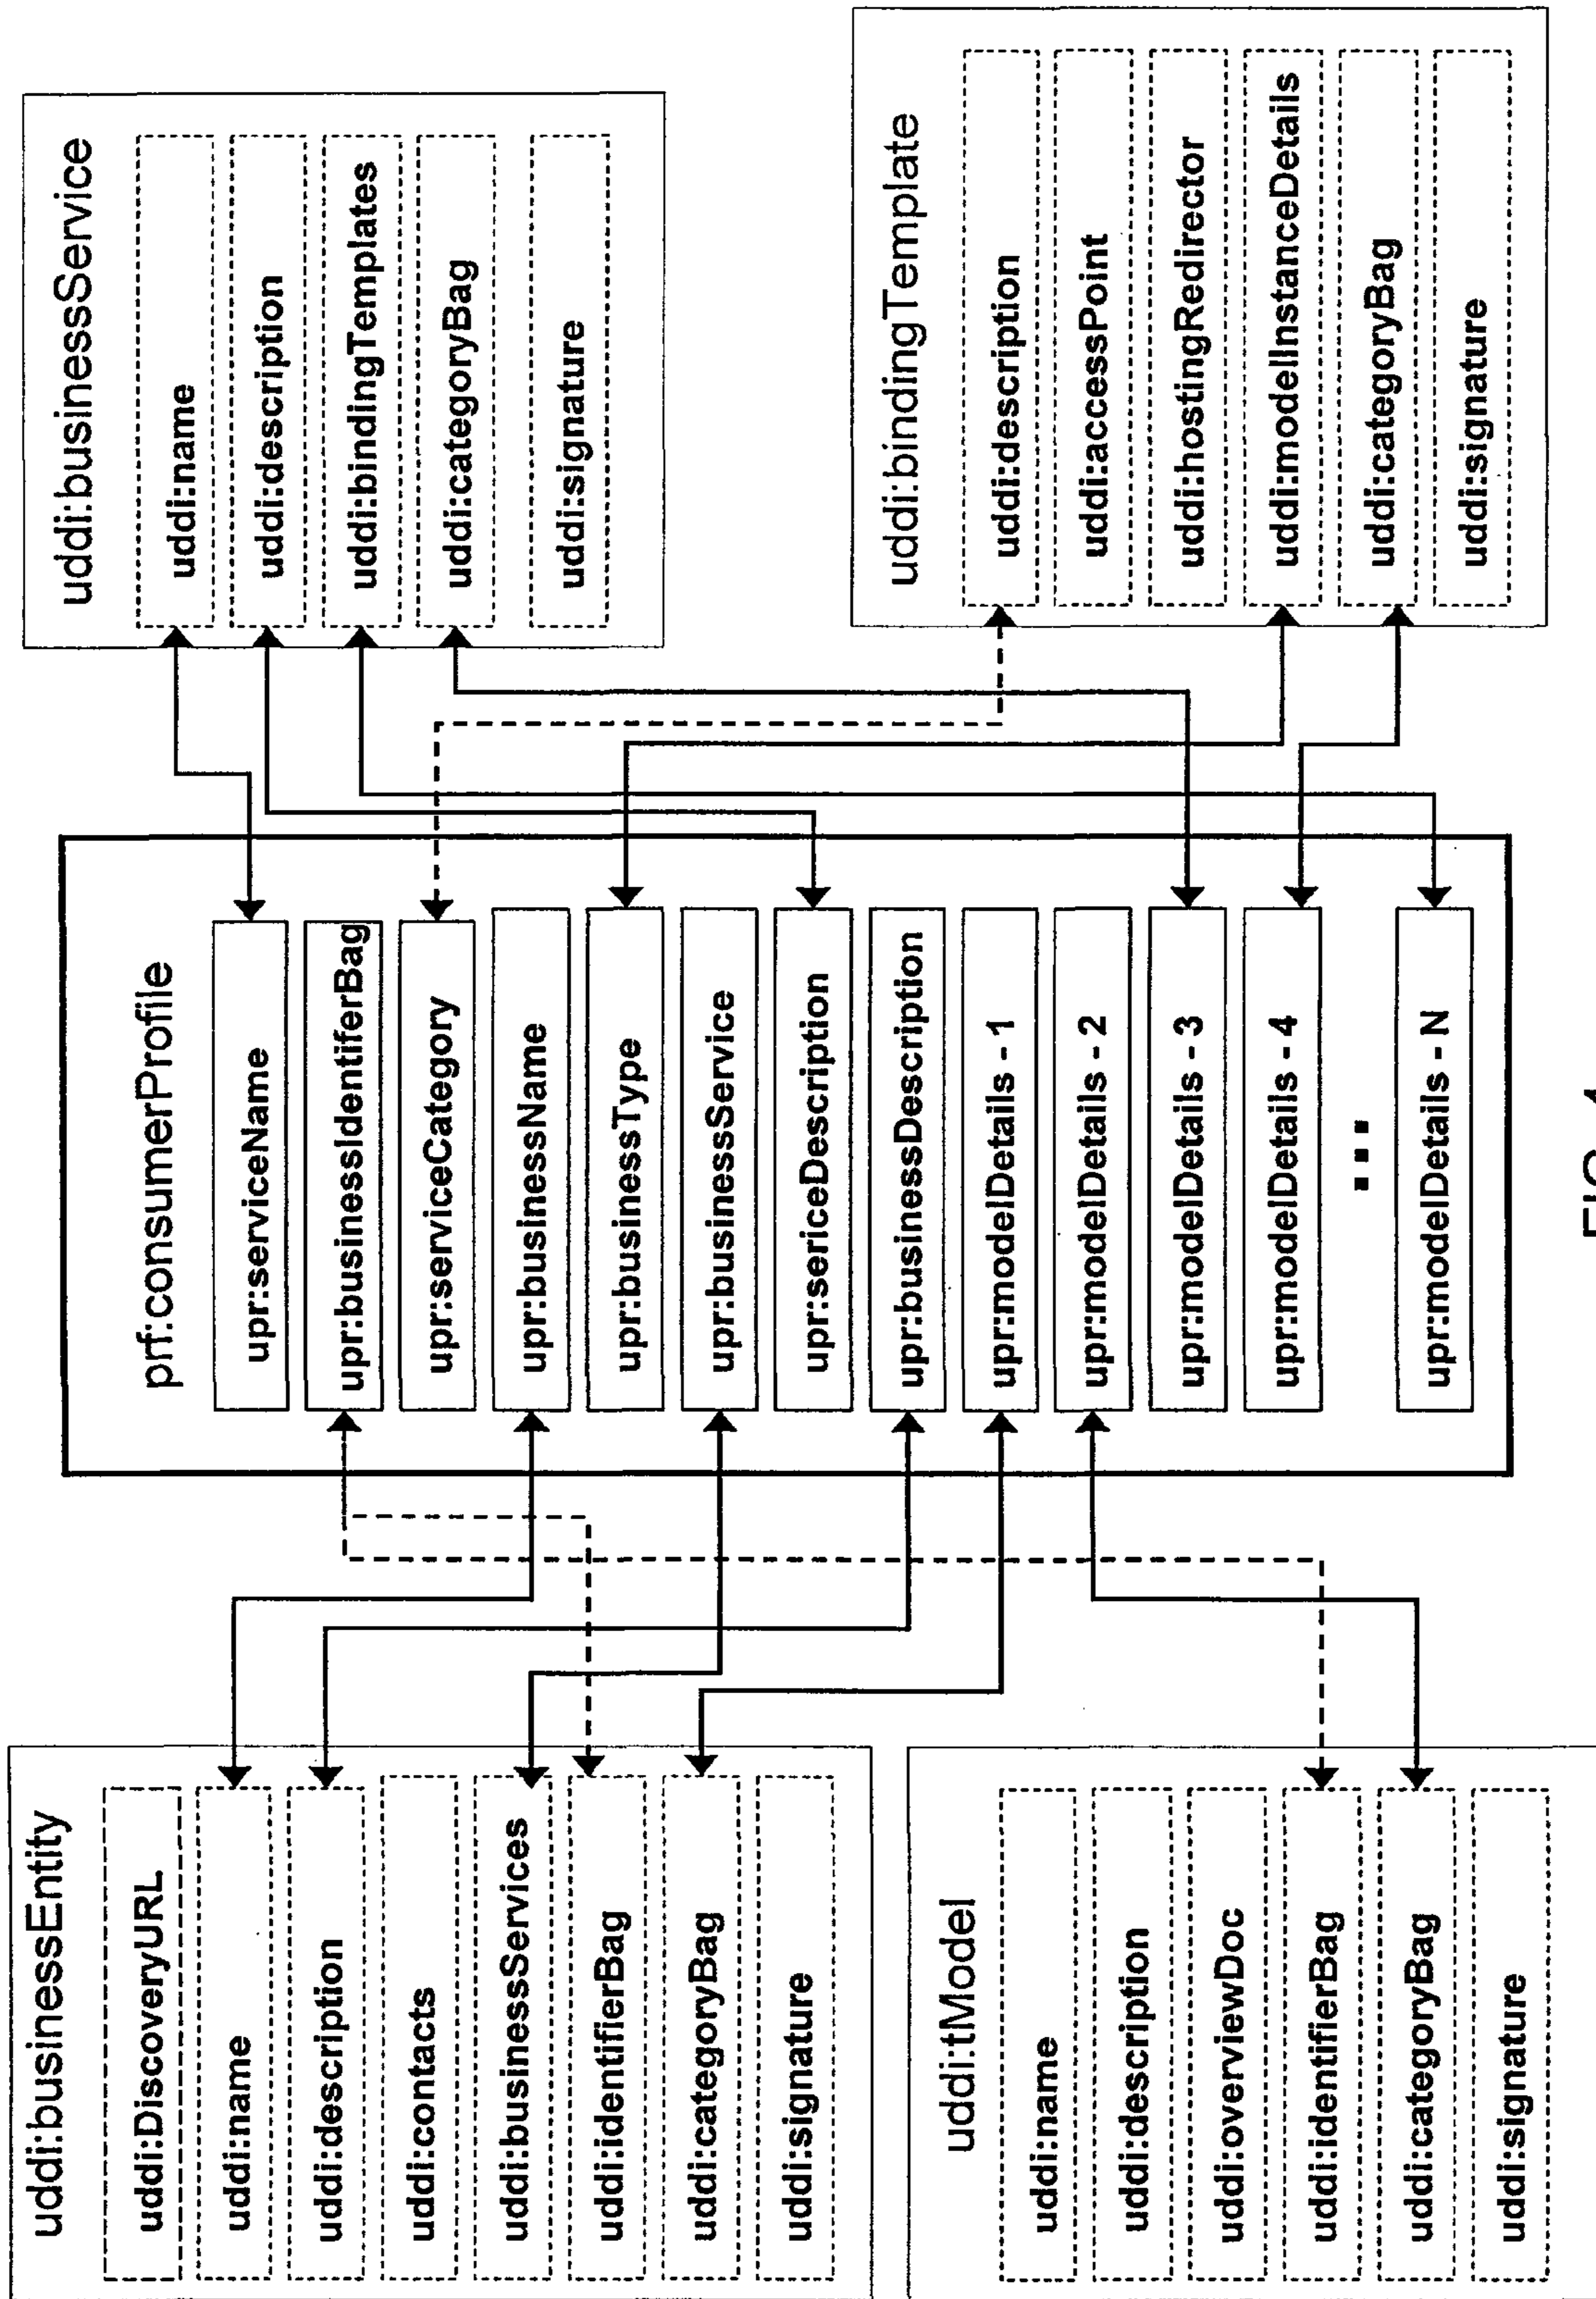 uddi:businessEntity
uddi:DiscoveryURL
uddi:name
uddi:description
uddi:contacts
uddi:businessServices
uddi:identifierBag
uddi:categoryBag
uddi:signature
uddi:tModel
uddi:name
uddi:description
uddi:overviewDoc
uddi:identifierBag
uddi:categoryBag
uddi:signature
prf:consumerProfile
upr:serviceName
upr:businessIdentiferBag
upr:serviceCategory
upr:businessName
upr:businessType
upr:businessService
upr:sericeDescription
upr:businessDescription
upr:modelDetails - 1
upr:modelDetails - 2
upr:modelDetails - 3
upr:modelDetails - 4
...
upr:modelDetails - N
uddi:businessService
uddi:name
uddi:description
uddi:bindingTemplates
uddi:categoryBag
uddi:signature
uddi:bindingTemplate
uddi:description
uddi:accessPoint
uddi:hostingRedirector
uddi:modelInstanceDetails
uddi:categoryBag
uddi:signature